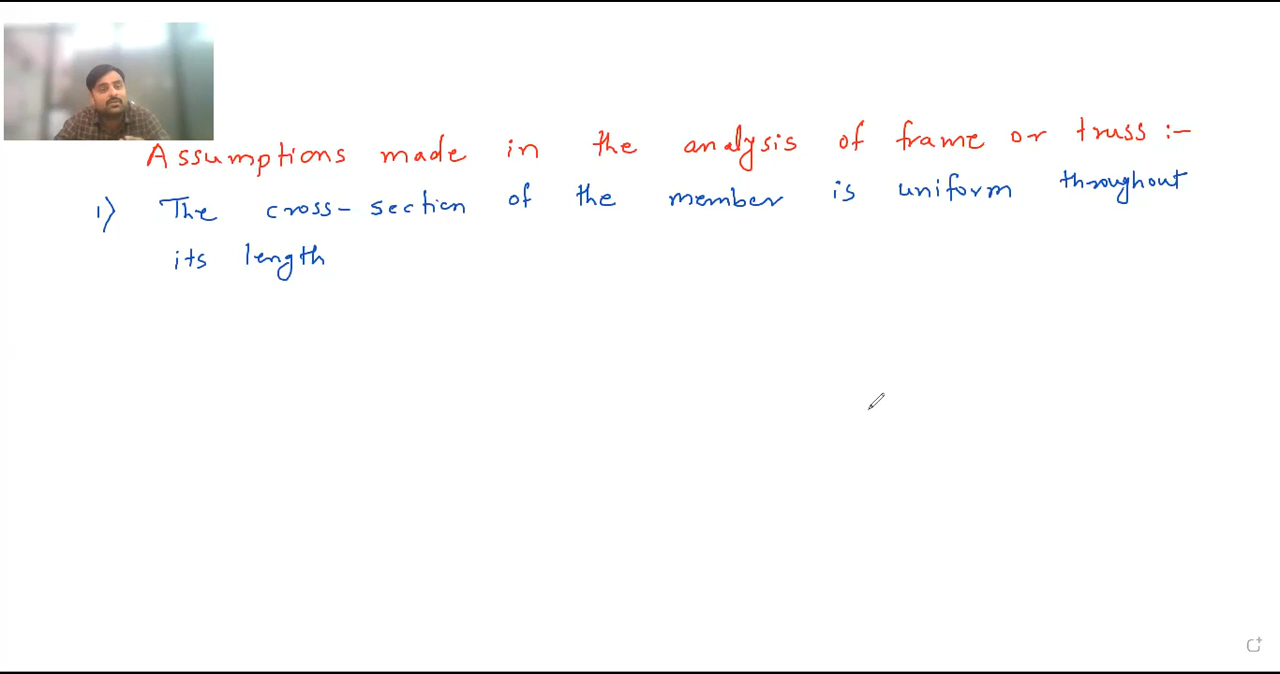 Assumptions made in the analysis of frame or truss :-
1) The cross-section of the member is uniform throughout
its length